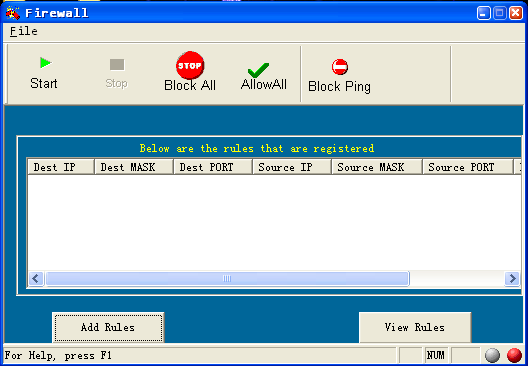 Firewall
File
Start Stop STOP Block All AllowAll Block Ping
Below are the rules that are registered
Dest IP Dest MASK Dest PORT Source IP Source MASK Source PORT
Add Rules View Rules
For Help, press F1 NUM